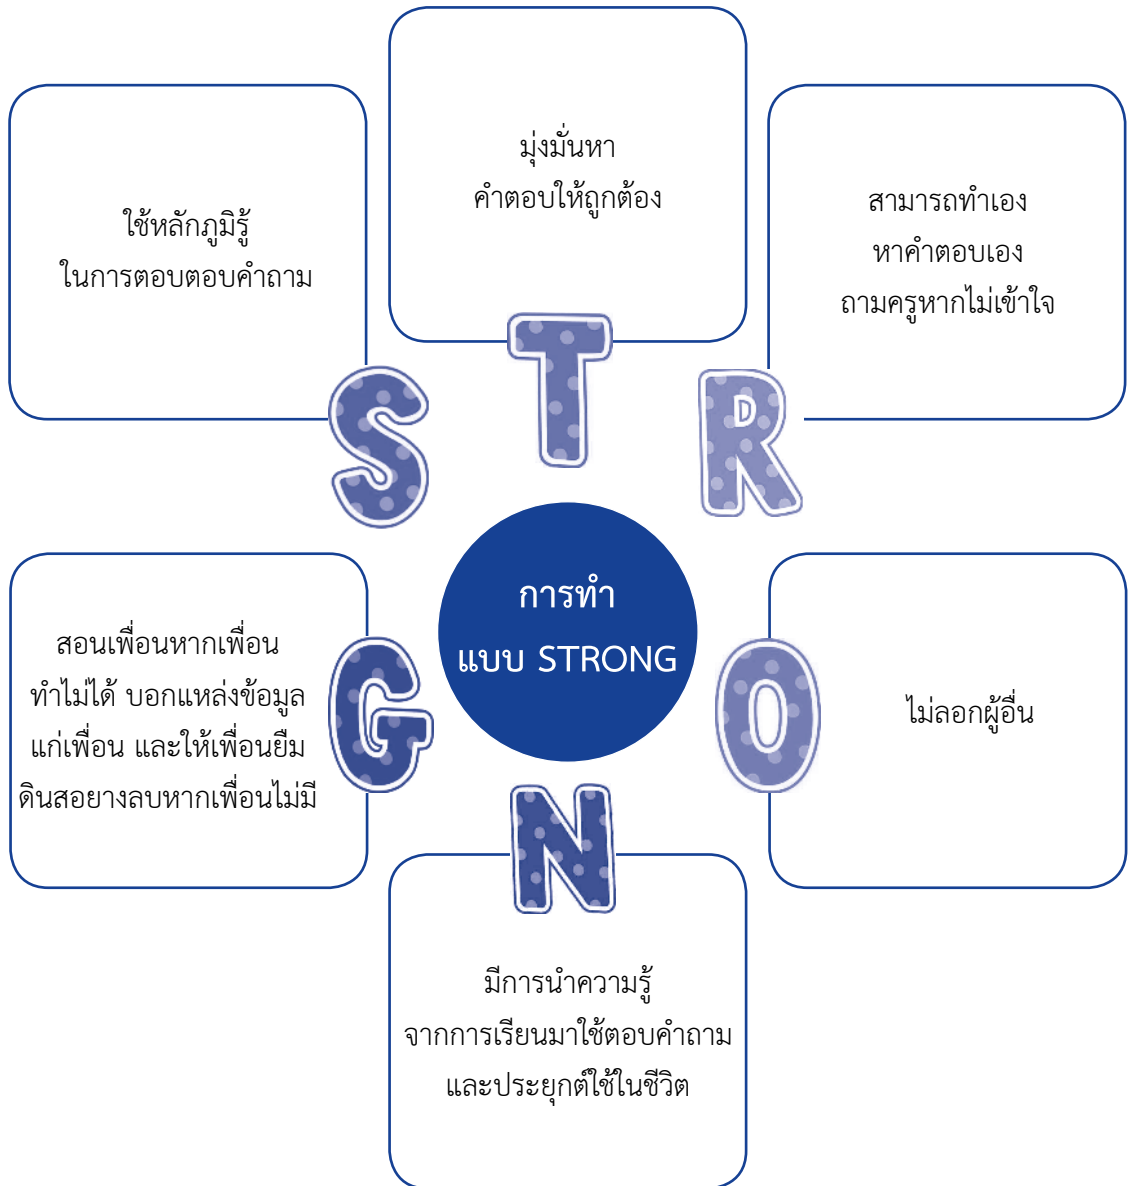 ใช้หลักภูมิรู้
ในการตอบตอบคำถาม
S
มุ่งมั่นหา
คำตอบให้ถูกต้อง
T
สามารถทำเอง
หาคำตอบเอง
ถามครูหากไม่เข้าใจ
R
การทำ
แบบ STRONG
ไม่ลอกผู้อื่น
O
มีการนำความรู้
จากการเรียนมาใช้ตอบคำถาม
และประยุกต์ใช้ในชีวิต
N
สอนเพื่อนหากเพื่อน
ทำไม่ได้ บอกแหล่งข้อมูล
แก่เพื่อน และให้เพื่อนยืม
ดินสอยางลบหากเพื่อนไม่มี
G